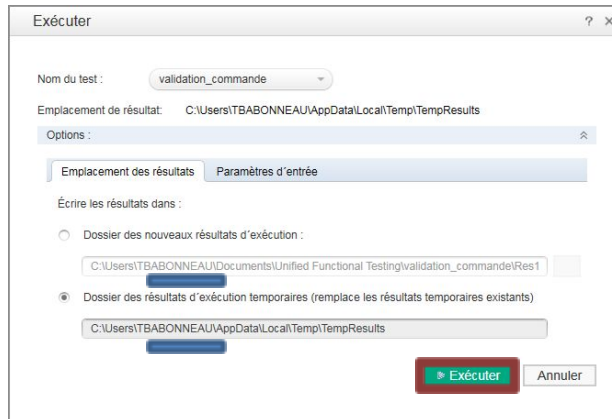 Exécuter
Nom du test : validation_commande
Emplacement de résultat: C:\Users\TBABONNEAU\AppData\Local\Temp\TempResults
Options :
Emplacement des résultats Paramètres d´entrée
Écrire les résultats dans :
Dossier des nouveaux résultats d´exécution :
C:\Users\TBABONNEAU\Documents\Unified Functional Testing\validation_commande\Res1
Dossier des résultats d´exécution temporaires (remplace les résultats temporaires existants)
C:\Users\TBABONNEAU\AppData\Local\Temp\TempResults
Exécuter Annuler